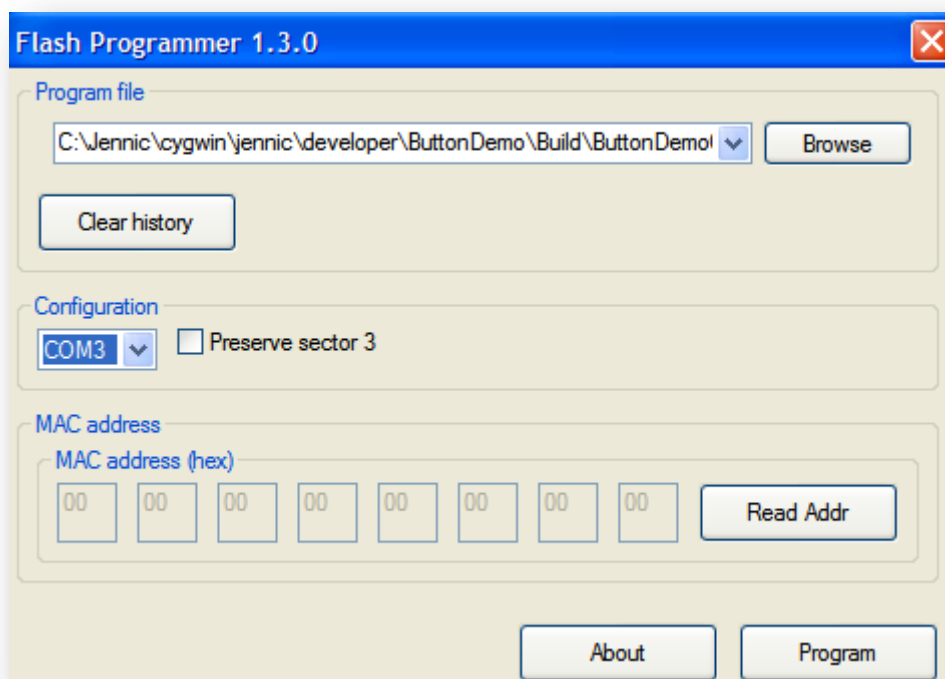 Flash Programmer 1.3.0
Program file
C:\Jennic\cygwin\jennic\developer\ButtonDemo\Build\ButtonDemo
Browse
Clear history
Configuration
COM3
Preserve sector 3
MAC address
MAC address (hex)
00 00 00 00 00 00 00 00
Read Addr
About
Program